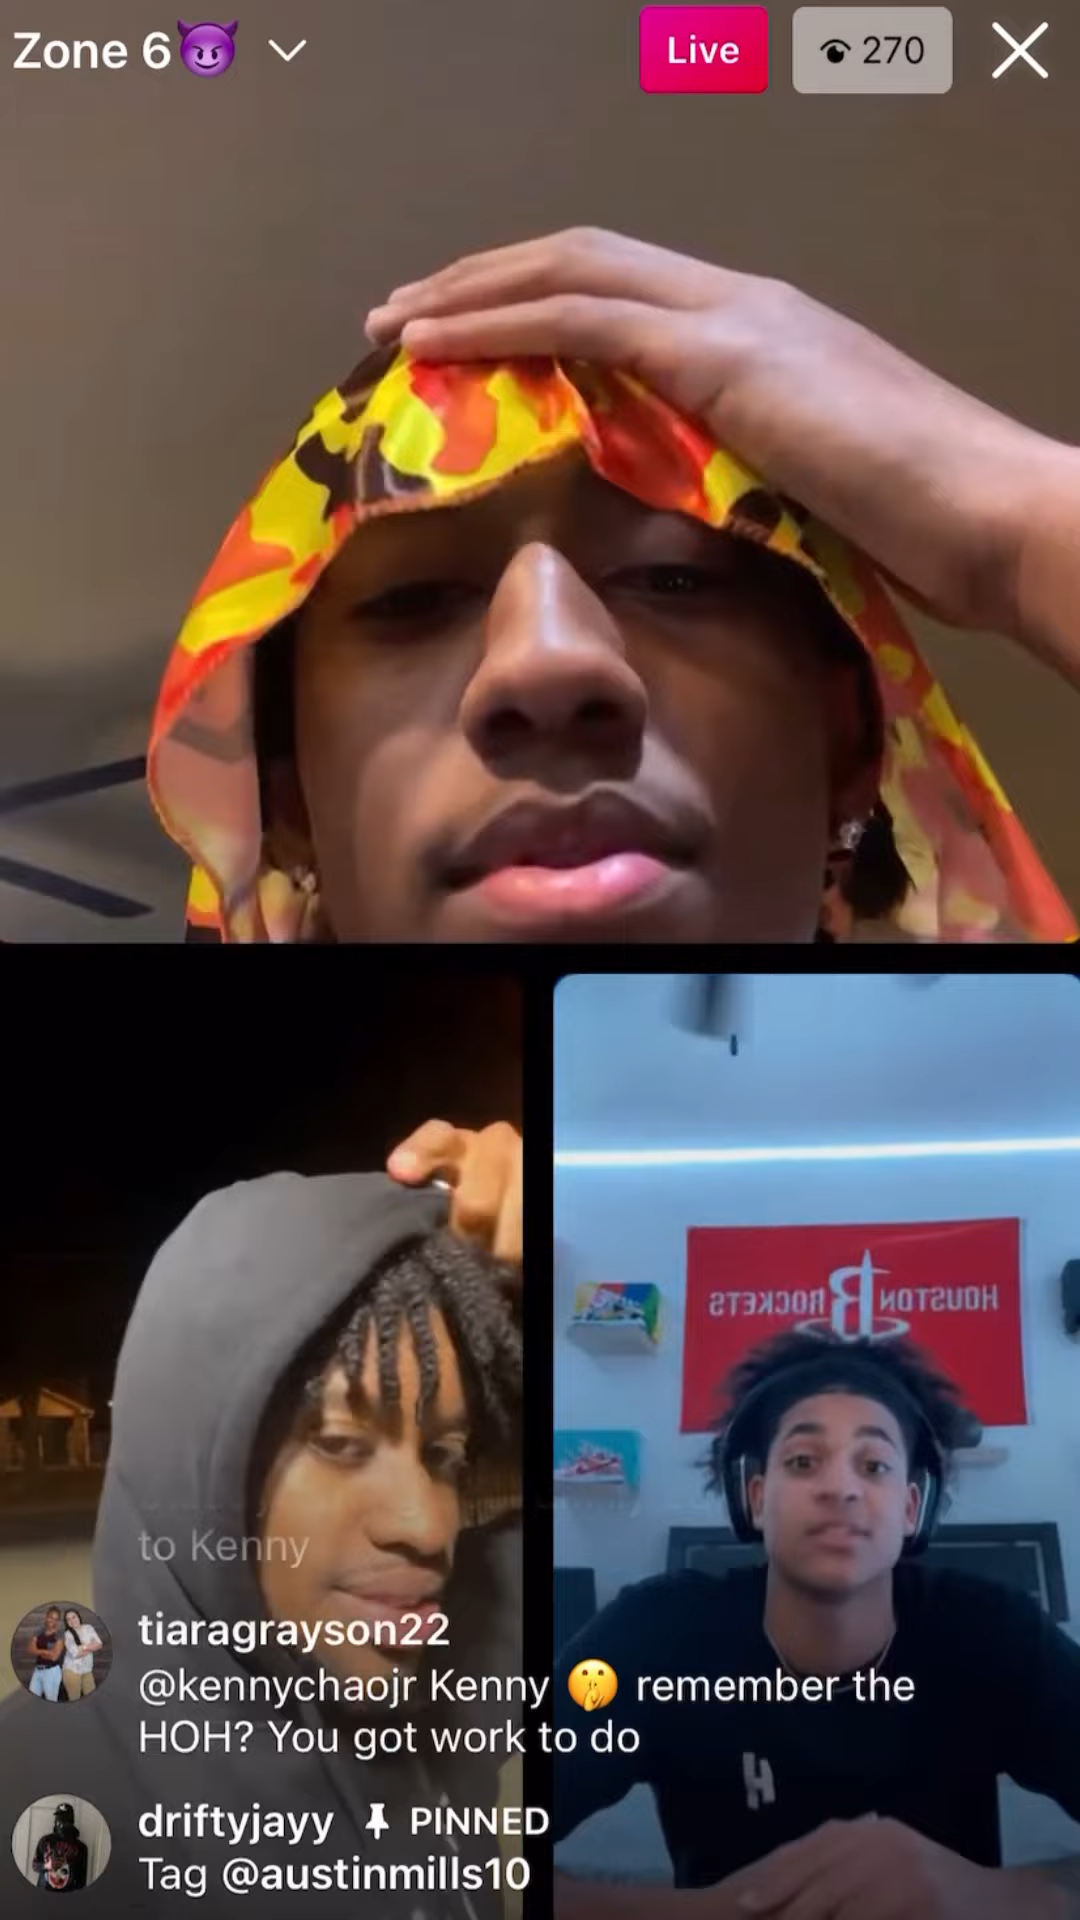 Zone 6😈
Live
270
HOUSTON ROCKETS
to Kenny
tiaragrayson22
@kennychaojr Kenny 🤫 remember the
HOH? You got work to do
driftyjayy PINNED
Tag @austinmills10